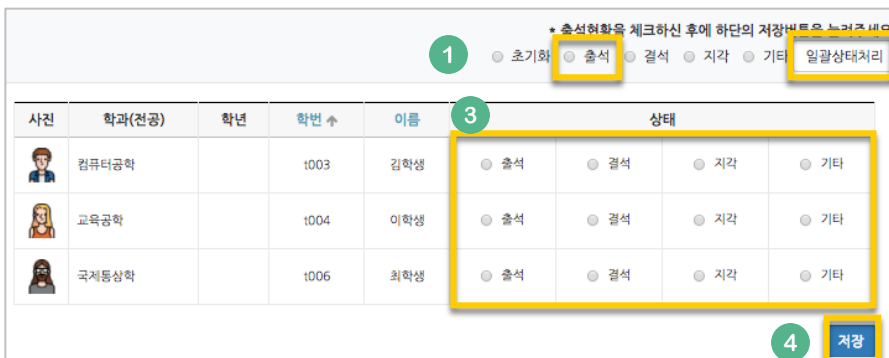 * 출석현황을 체크하신 후에 하단의 저장버튼을 눌러주세요
1 초기화 출석 결석 지각 기타 일괄상태처리
사진 학과(전공) 학년 학번 이름 3 상태
컴퓨터공학 t003 김학생 출석 결석 지각 기타
교육공학 t004 이학생 출석 결석 지각 기타
국제통상학 t006 최학생 출석 결석 지각 기타
4 저장